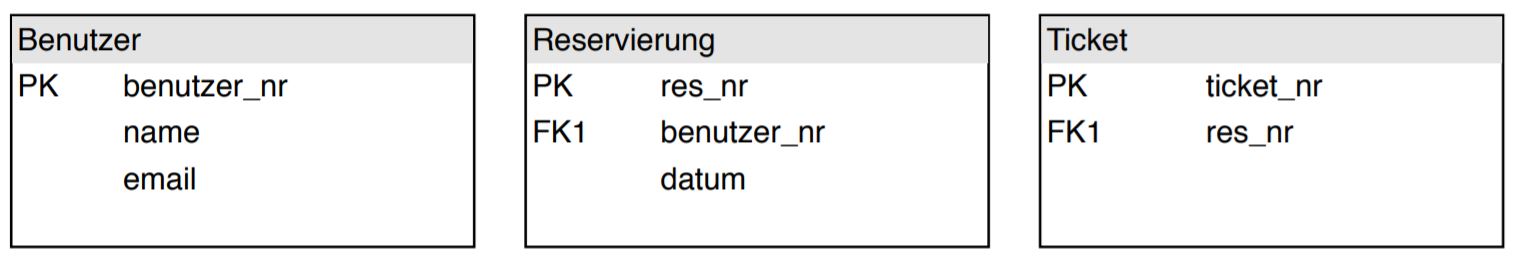 Benutzer
PK benutzer_nr
name
email
Reservierung
PK res_nr
FK1 benutzer_nr
datum
Ticket
PK ticket_nr
FK1 res_nr